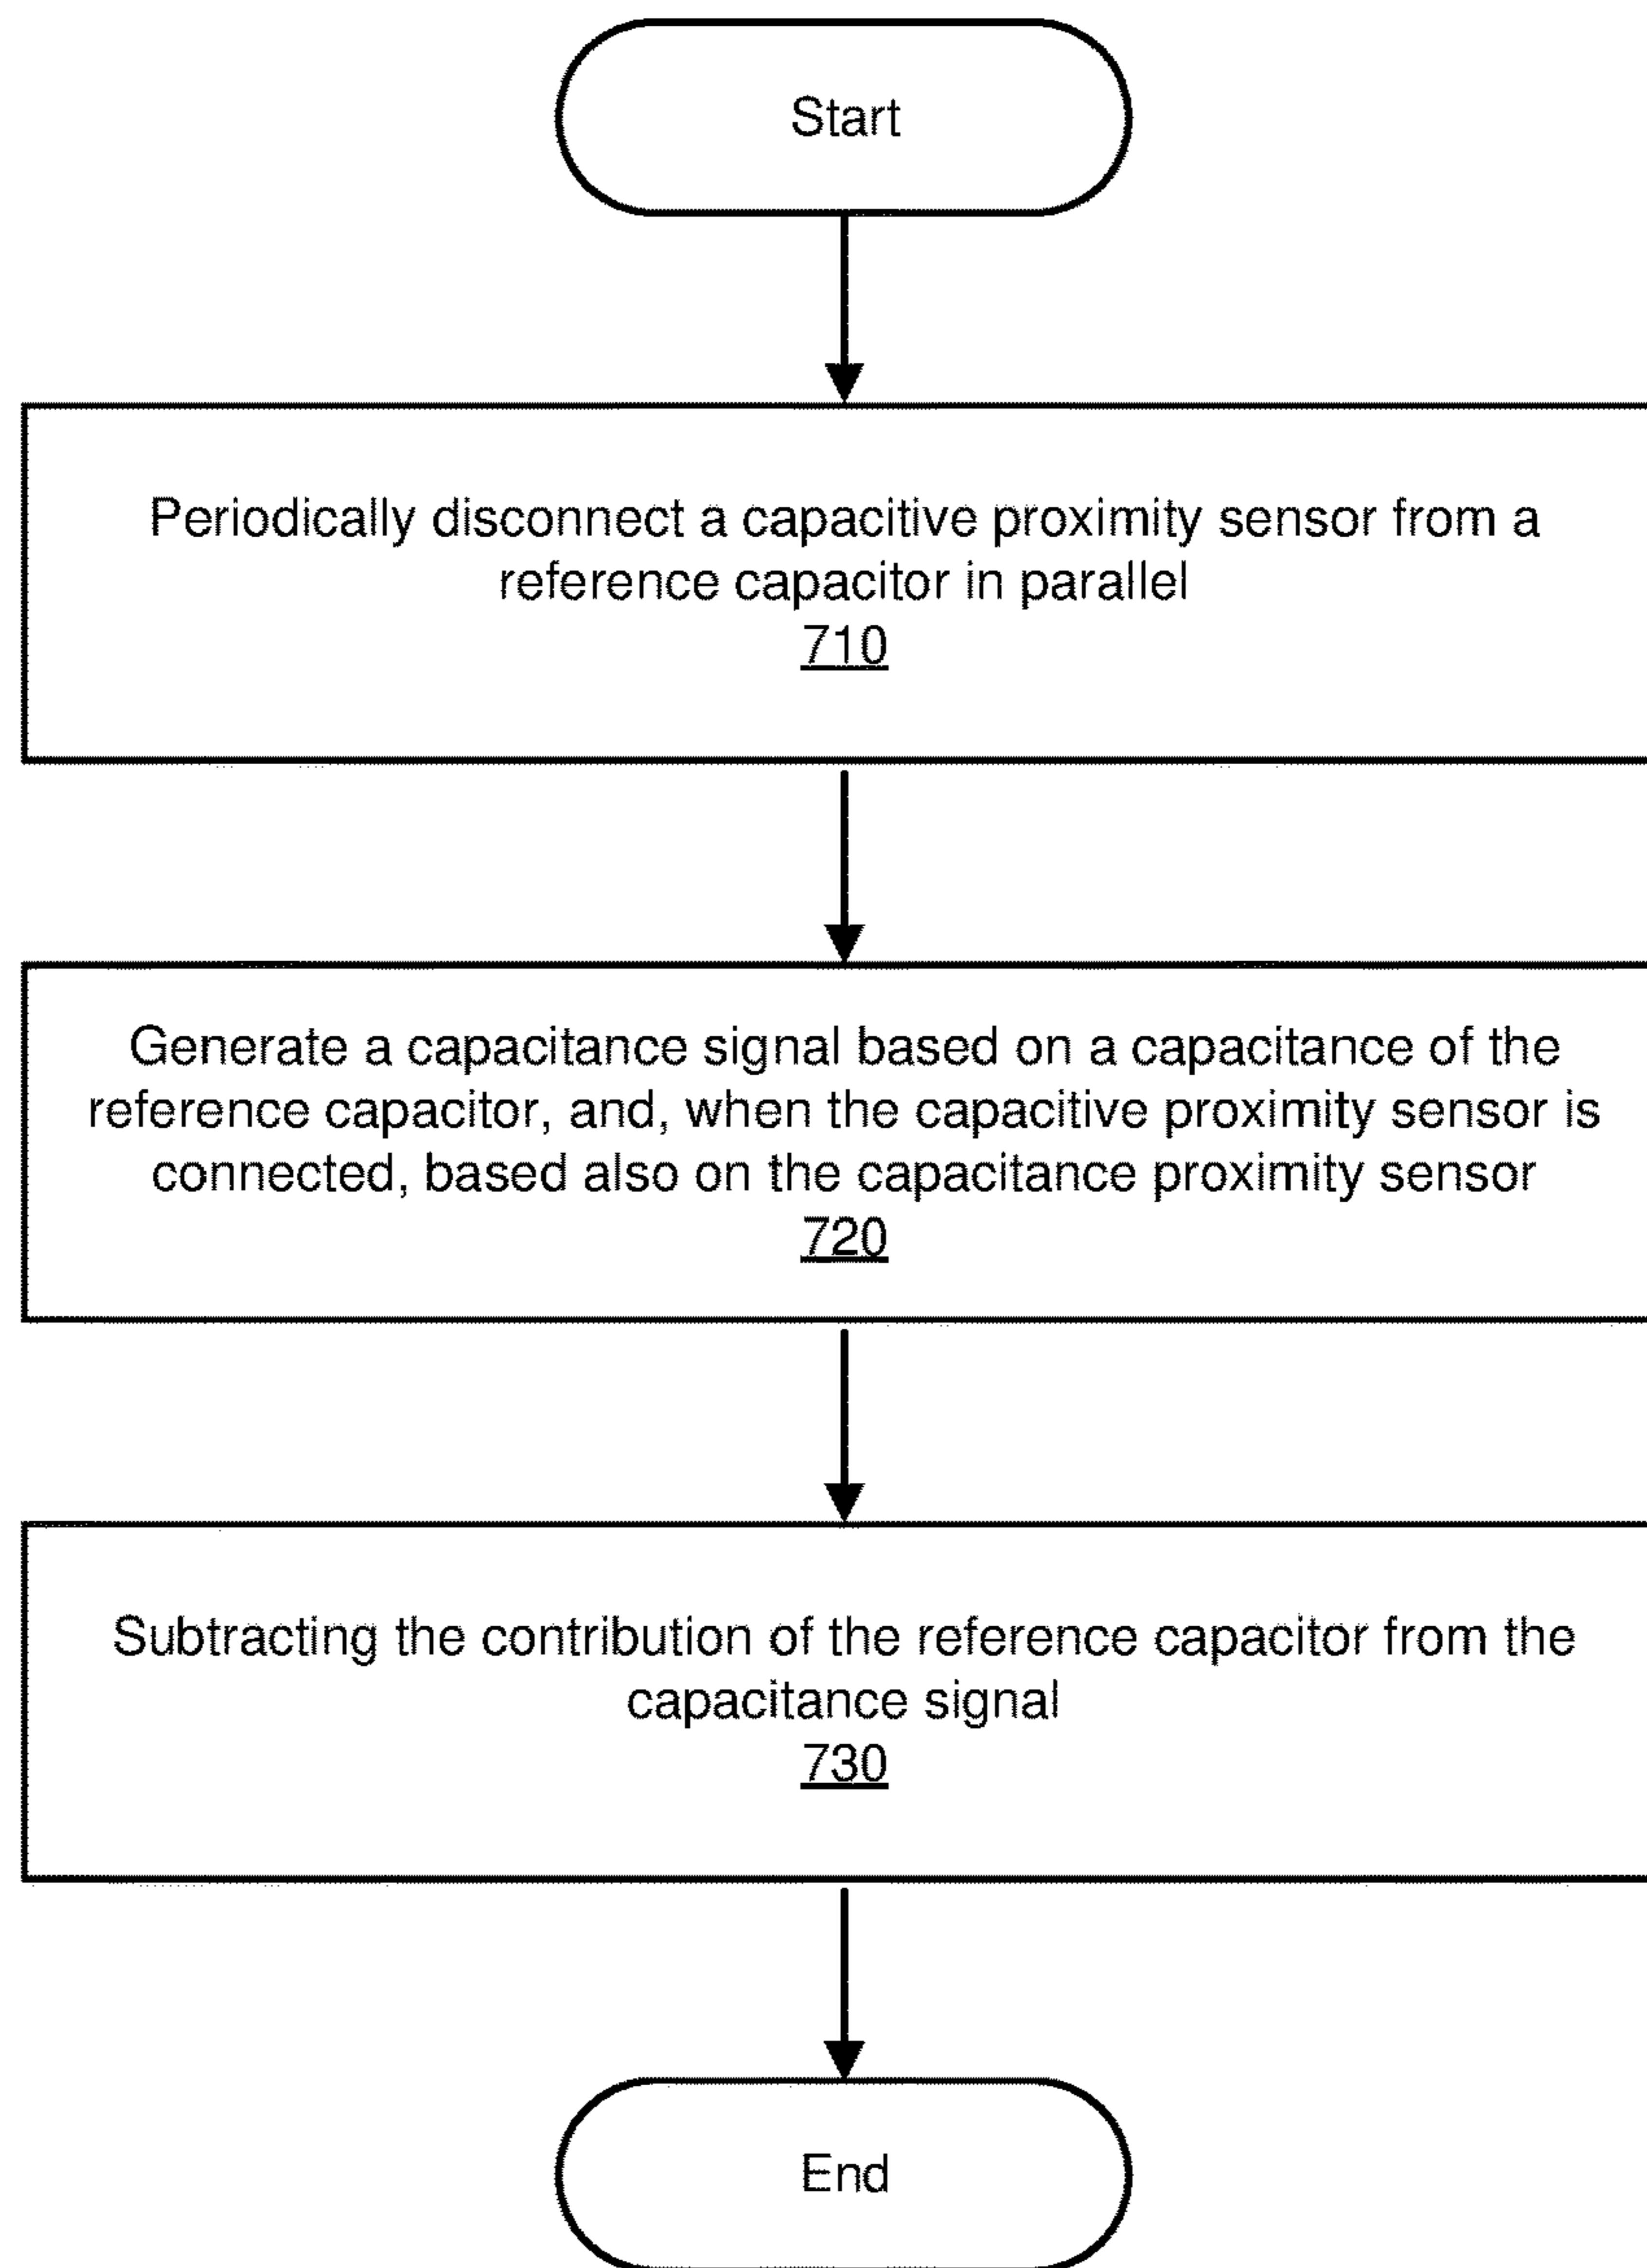 Start
Periodically disconnect a capacitive proximity sensor from a
reference capacitor in parallel
710
Generate a capacitance signal based on a capacitance of the
reference capacitor, and, when the capacitive proximity sensor is
connected, based also on the capacitance proximity sensor
720
Subtracting the contribution of the reference capacitor from the
capacitance signal
730
End